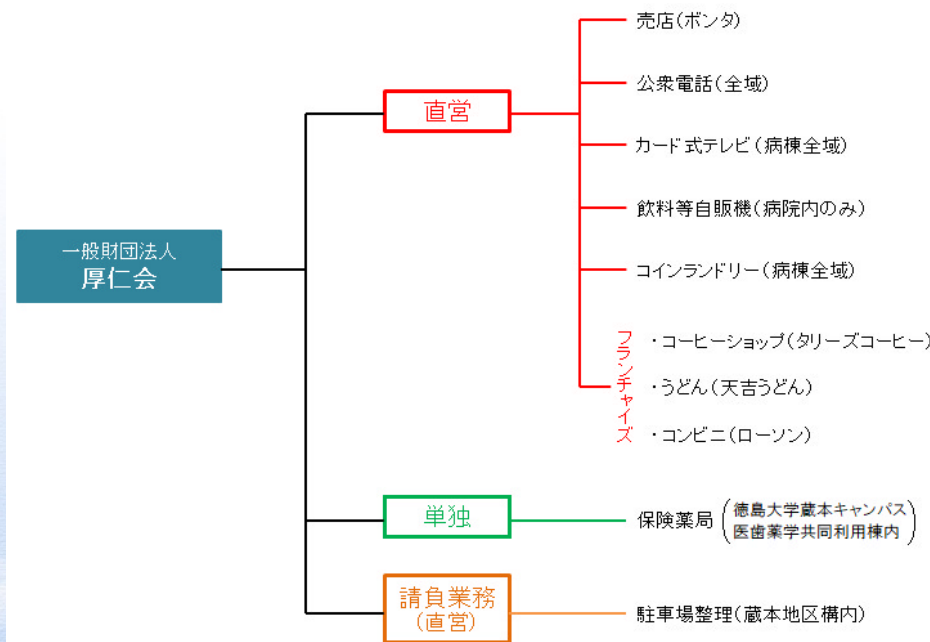 一般財団法人
厚仁会
直営
売店(ボンタ)
公衆電話(全域)
カード式テレビ(病棟全域)
飲料等自販機(病院内のみ)
コインランドリー(病棟全域)
フランチャイズ
・コーヒーショップ(タリーズコーヒー)
・うどん(天吉うどん)
・コンビニ(ローソン)
単独
保険薬局(徳島大学蔵本キャンパス
医歯薬学共同利用棟内)
請負業務
(直営)
駐車場整理(蔵本地区構内)